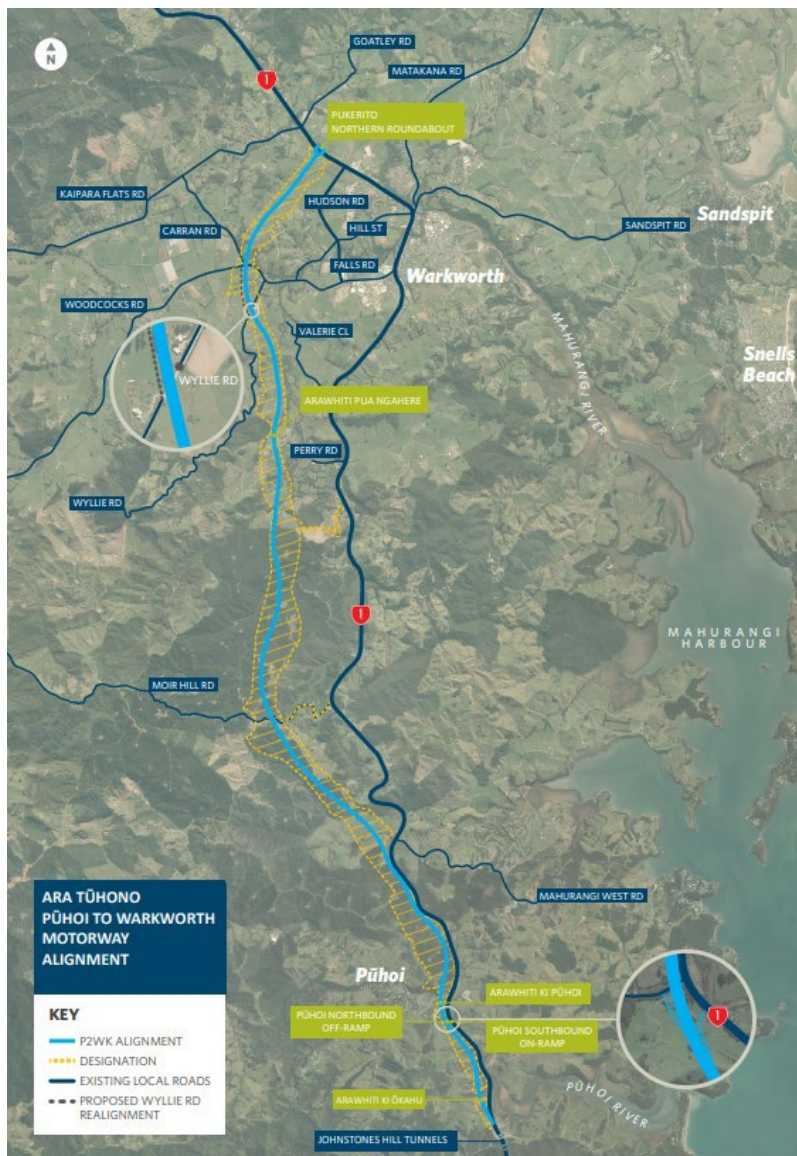 N
1
GOATLEY RD
MATAKANA RD
PUKERITO
NORTHERN ROUNDABOUT
KAIPARA FLATS RD
HUDSON RD
CARRAN RD
HILL ST
SANDSPIT RD
Sandspit
FALLS RD
Warkworth
WOODCOCKS RD
VALERIE CL
MAHURANGI RIVER
Snells
Beach
WYLLIE RD
ARAWHITI PUA NGAHERE
PERRY RD
WYLLIE RD
1
MAHURANGI
HARBOUR
MOIR HILL RD
MAHURANGI WEST RD
ARA TŪHONO
PŪHOI TO WARKWORTH
MOTORWAY
ALIGNMENT
KEY
P2WK ALIGNMENT
DESIGNATION
EXISTING LOCAL ROADS
PROPOSED WYLLIE RD
REALIGNMENT
Pūhoi
ARAWHITI KI PŪHOI
PŪHOI NORTHBOUND
OFF-RAMP
PŪHOI SOUTHBOUND
ON-RAMP
1
ARAWHITI KI ŌKAHU
PŪHOI RIVER
JOHNSTONES HILL TUNNELS